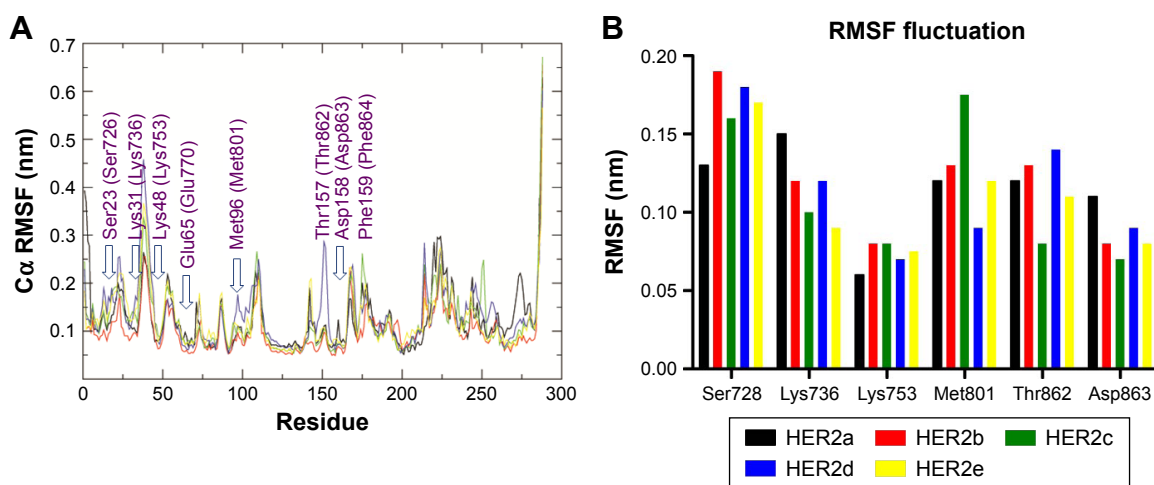 A
0.7
0.6
0.5
0.4
0.3
0.2
0.1
Cα RMSF (nm)
Ser23 (Ser726)
Lys31 (Lys736)
Lys48 (Lys753)
Glu65 (Glu770)
Met96 (Met801)
Thr157 (Thr862)
Asp158 (Asp863)
Phe159 (Phe864)
0 50 100 150 200 250 300
Residue
B
RMSF fluctuation
0.20
0.15
0.10
0.05
0.00
RMSF (nm)
Ser728 Lys736 Lys753 Met801 Thr862 Asp863
HER2a HER2b HER2c
HER2d HER2e